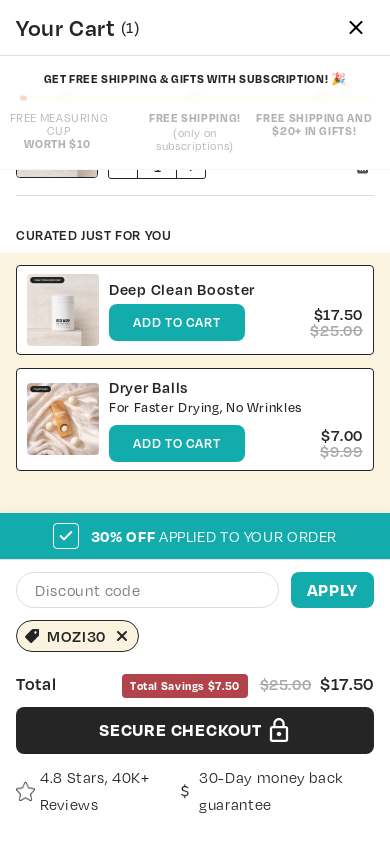 Your Cart (1)
GET FREE SHIPPING & GIFTS WITH SUBSCRIPTION! 🎉
FREE MEASURING
CUP
WORTH $10
FREE SHIPPING!
(only on
subscriptions)
FREE SHIPPING AND
$20+ IN GIFTS!
CURATED JUST FOR YOU
Deep Clean Booster
ADD TO CART
$17.50
$25.00
Dryer Balls
For Faster Drying, No Wrinkles
ADD TO CART
$7.00
$9.99
30% OFF APPLIED TO YOUR ORDER
Discount code
APPLY
MOZI30
Total
Total Savings $7.50
$25.00 $17.50
SECURE CHECKOUT
4.8 Stars, 40K+
Reviews
$
30-Day money back
guarantee